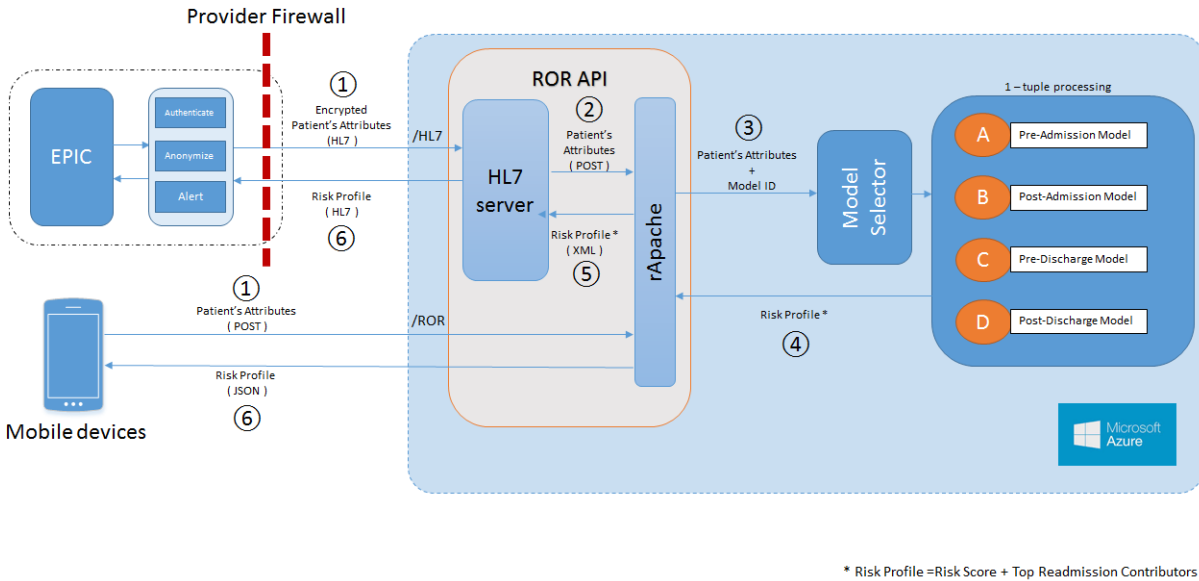 Provider Firewall
EPIC
Authenticate
Anonymize
Alert
1
Encrypted
Patient's Attributes
(HL7 )
/HL7
Risk Profile
( HL7 )
6
ROR API
HL7
server
2
Patient's
Attributes
( POST )
Risk Profile *
( XML )
5
rApache
3
Patient's Attributes
+
Model ID
Model
Selector
1 – tuple processing
A
Pre-Admission Model
B
Post-Admission Model
C
Pre-Discharge Model
D
Post-Discharge Model
Risk Profile *
4
1
Patient's Attributes
( POST )
/ROR
Risk Profile
( JSON )
6
Mobile devices
Microsoft
Azure
* Risk Profile =Risk Score + Top Readmission Contributors